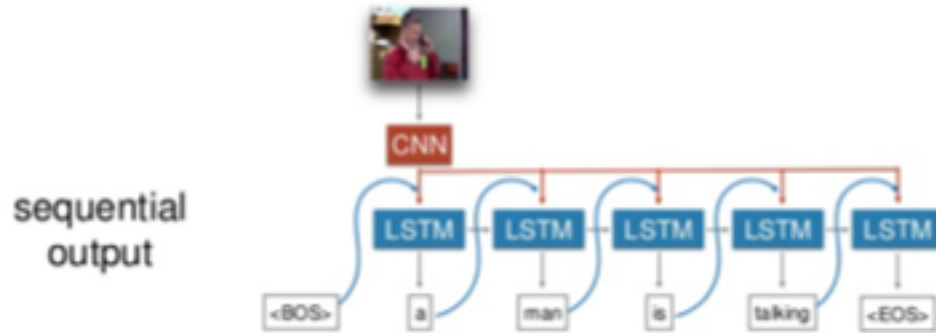 CNN
sequential
output
LSTM LSTM LSTM LSTM LSTM
<BOS> a man is talking <EOS>